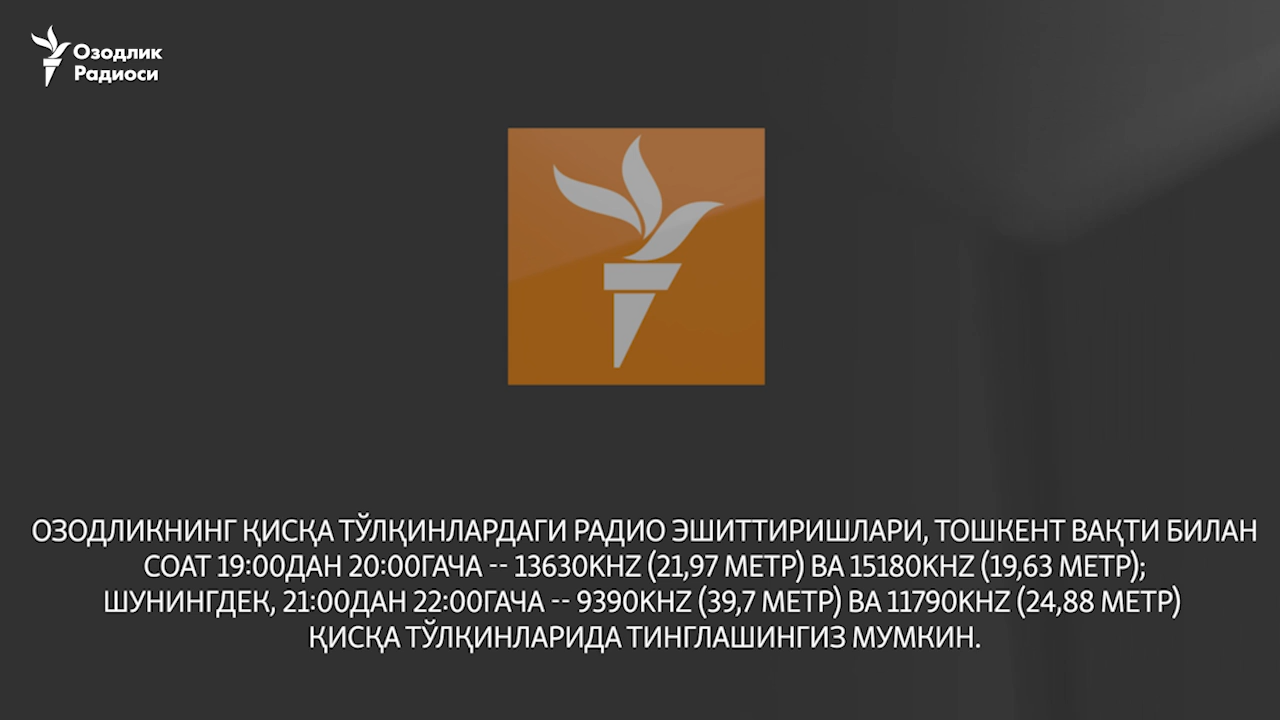 Озодлик
Радиоси
ОЗОДЛИКНИНГ ҚИСҚА ТЎЛҚИНЛАРДАГИ РАДИО ЭШИТТИРИШЛАРИ, ТОШКЕНТ ВАҚТИ БИЛАН
СОАТ 19:00ДАН 20:00ГАЧА -- 13630KHZ (21,97 МЕТР) ВА 15180KHZ (19,63 МЕТР);
ШУНИНГДЕК, 21:00ДАН 22:00ГАЧА -- 9390KHZ (39,7 МЕТР) ВА 11790KHZ (24,88 МЕТР)
ҚИСҚА ТЎЛҚИНЛАРИДА ТИНГЛАШИНГИЗ МУМКИН.